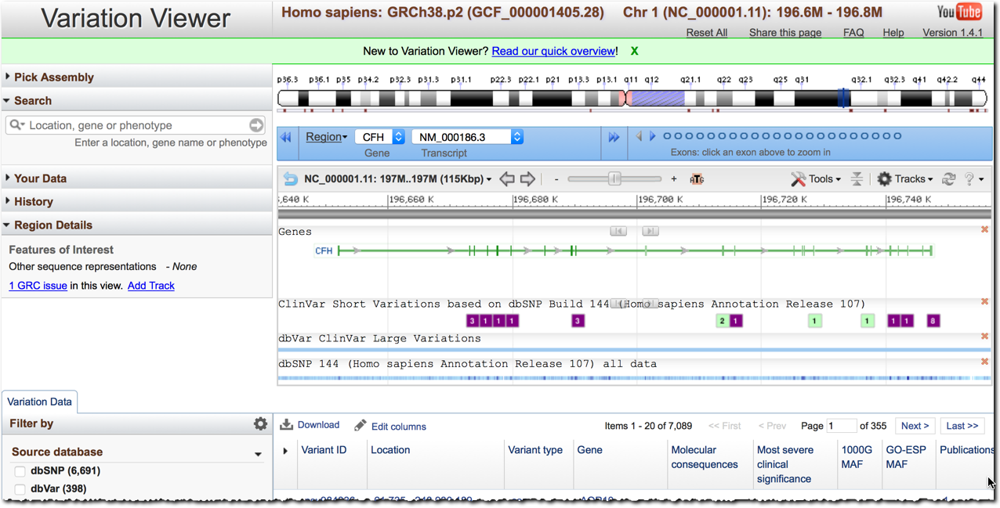 Variation Viewer
Homo sapiens: GRCh38.p2 (GCF_000001405.28) Chr 1 (NC_000001.11): 196.6M - 196.8M
YouTube
Reset All Share this page FAQ Help Version 1.4.1
New to Variation Viewer? Read our quick overview! X
Pick Assembly
Search
Location, gene or phenotype
Enter a location, gene name or phenotype
Your Data
History
Region Details
Features of Interest
Other sequence representations - None
1 GRC issue in this view. Add Track
p36.3 p36.1 p35 p34.2 p32.3 p31.3 p31.1 p22.3 p22.1 p21 p13.3 p13.1 q11 q12 q21.1 q22 q23 q25 q31 q32.1 q32.3 q41 q42.2 q44
Region CFH NM_000186.3
Gene Transcript Exons: click an exon above to zoom in
NC_000001.11: 197M..197M (115Kbp) - + ATG Tools Tracks ?
,640 K 196,660 K 196,680 K 196,700 K 196,720 K 196,740 K
Genes
CFH
ClinVar Short Variations based on dbSNP Build 144 (Homo sapiens Annotation Release 107)
3 1 1 1 3 2 1 1 1 1 1 8
dbVar ClinVar Large Variations
dbSNP 144 (Homo sapiens Annotation Release 107) all data
Variation Data
Filter by
Source database
dbSNP (6,691)
dbVar (398)
Download Edit columns Items 1 - 20 of 7,089 << First < Prev Page 1 of 355 Next > Last >>
Variant ID Location Variant type Gene Molecular consequences Most severe clinical significance 1000G MAF GO-ESP MAF Publications